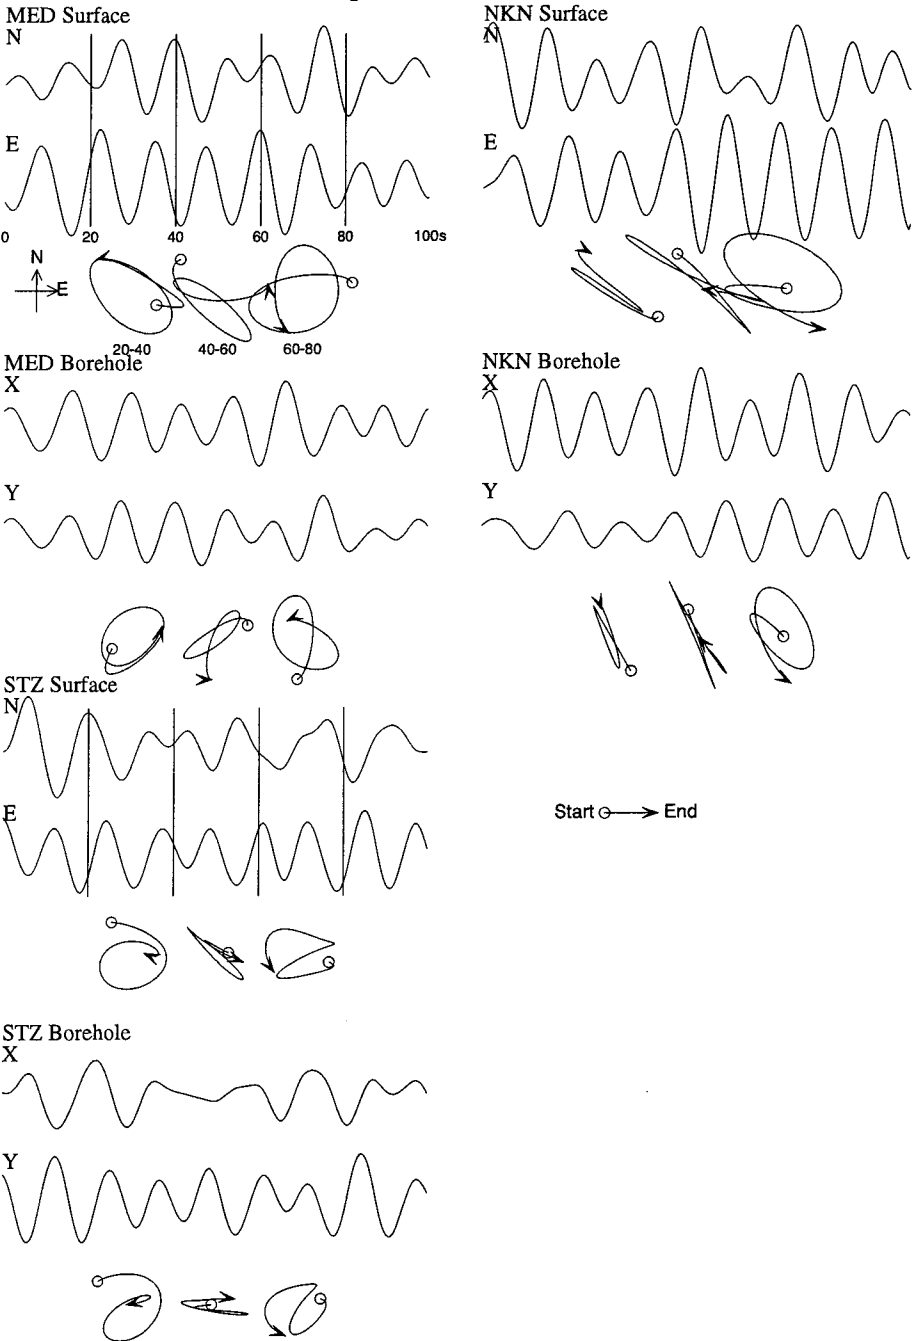 MED Surface
N
E
0 20 40 60 80 100s
N
E
20-40 40-60 60-80
MED Borehole
X
Y
STZ Surface
N
E
STZ Borehole
X
Y
NKN Surface
N
E
NKN Borehole
X
Y
Start End